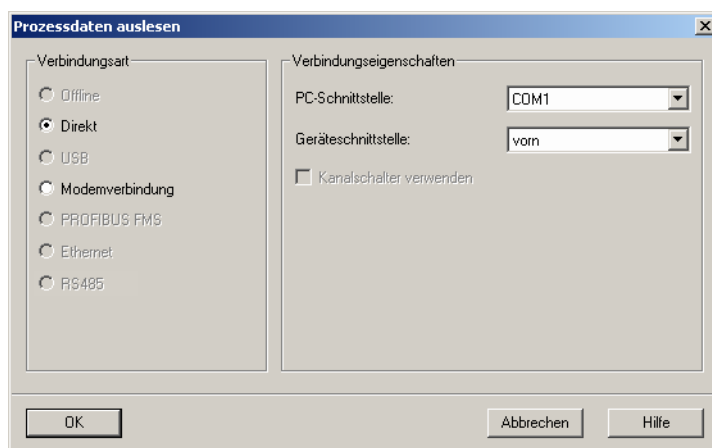 Prozessdaten auslesen
Verbindungsart
Offline
Direkt
USB
Modemverbindung
PROFIBUS FMS
Ethernet
RS485
Verbindungseigenschaften
PC-Schnittstelle: COM1
Geräteschnittstelle: vorn
Kanalschalter verwenden
OK Abbrechen Hilfe